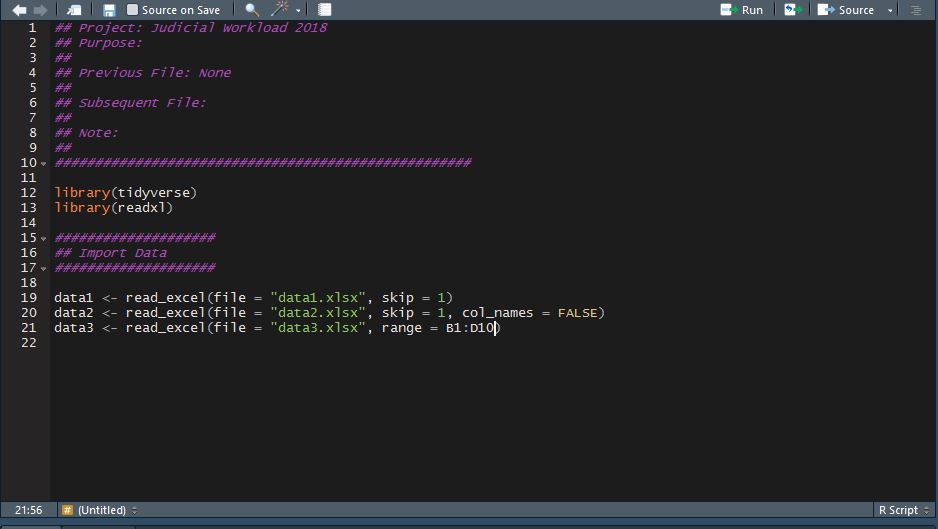 Source on Save
Run
Source
1 ## Project: Judicial Workload 2018
2 ## Purpose:
3 ##
4 ## Previous File: None
5 ##
6 ## Subsequent File:
7 ##
8 ## Note:
9 ##
10 ####################################################
11
12 library(tidyverse)
13 library(readxl)
14
15 ####################
16 ## Import Data
17 ####################
18
19 data1 <- read_excel(file = "data1.xlsx", skip = 1)
20 data2 <- read_excel(file = "data2.xlsx", skip = 1, col_names = FALSE)
21 data3 <- read_excel(file = "data3.xlsx", range = B1:D10)
22
21:56 # (Untitled) R Script